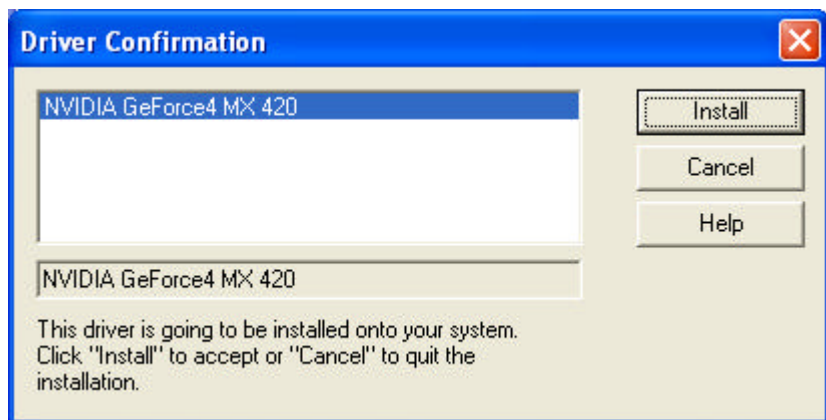 Driver Confirmation
NVIDIA GeForce4 MX 420
Install
Cancel
Help
NVIDIA GeForce4 MX 420
This driver is going to be installed onto your system.
Click "Install" to accept or "Cancel" to quit the
installation.